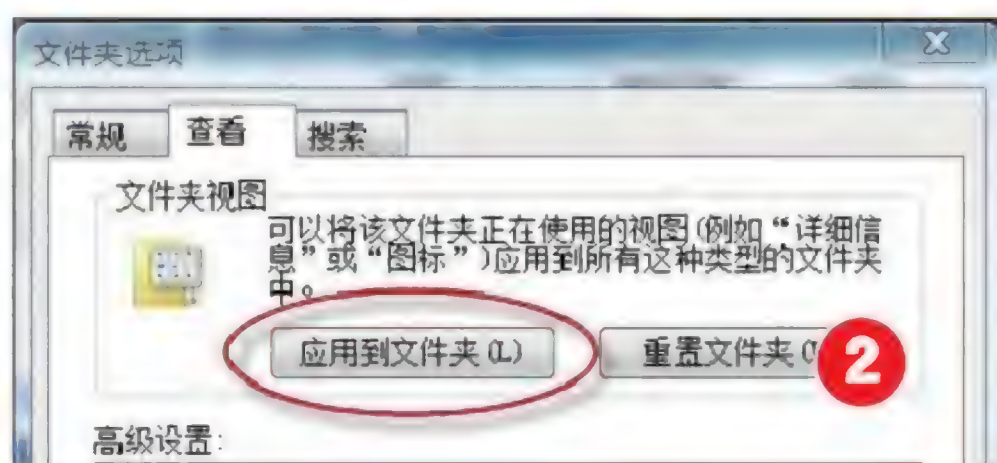 文件夹选项
常规 查看 搜索
文件夹视图
可以将该文件夹正在使用的视图(例如“详细信
息”或“图标”)应用到所有这种类型的文件夹
中。
应用到文件夹(L) 重置文件夹(
2
高级设置: